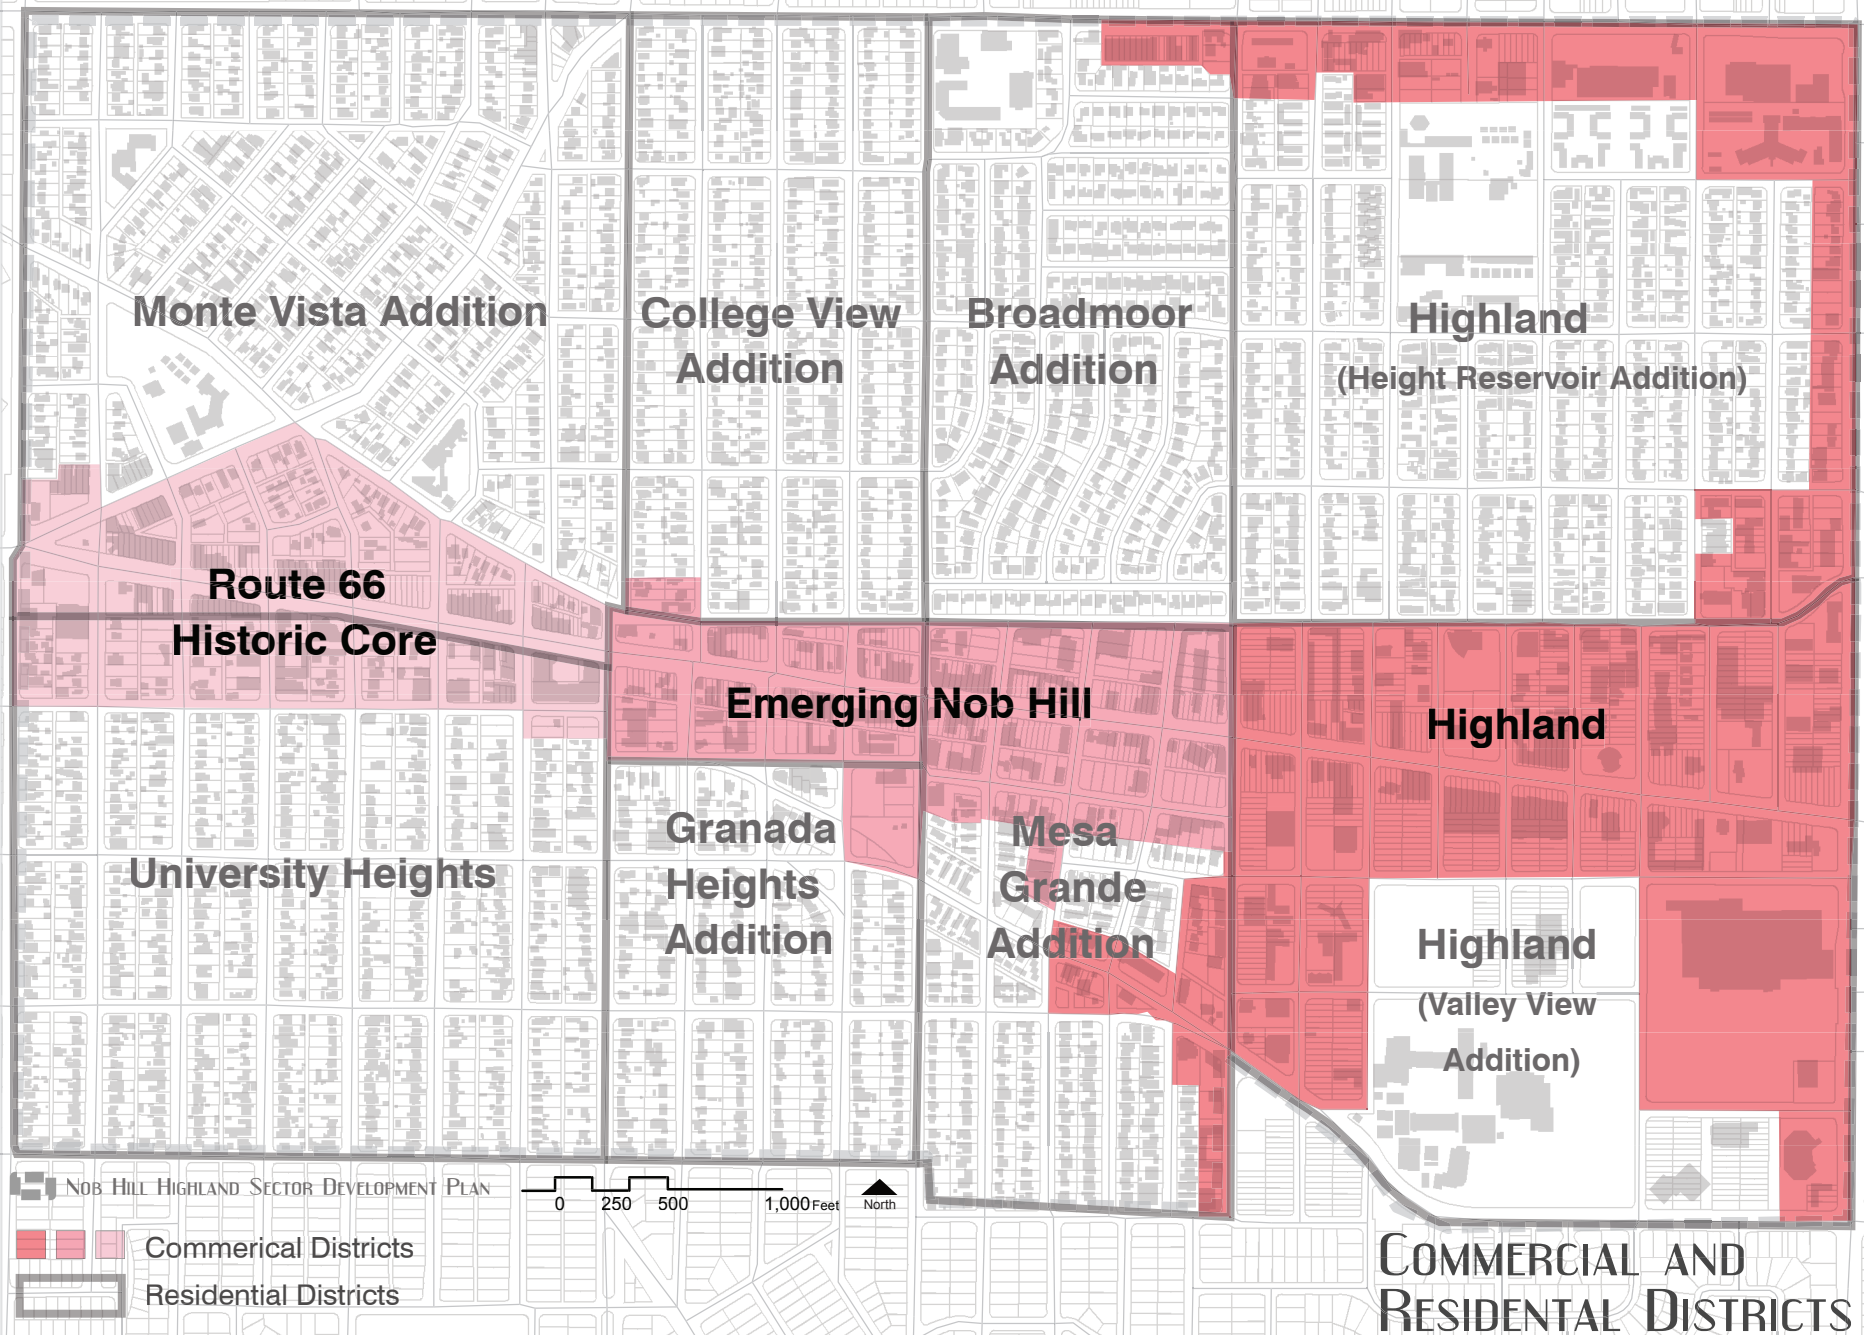 Monte Vista Addition
College View
Addition
Broadmoor
Addition
Highland
(Height Reservoir Addition)
Route 66
Historic Core
Emerging Nob Hill
Highland
University Heights
Granada
Heights
Addition
Mesa
Grande
Addition
Highland
(Valley View
Addition)
NOB HILL HIGHLAND SECTOR DEVELOPMENT PLAN
0 250 500 1,000 Feet
North
Commerical Districts
Residential Districts
COMMERCIAL AND
RESIDENTAL DISTRICTS